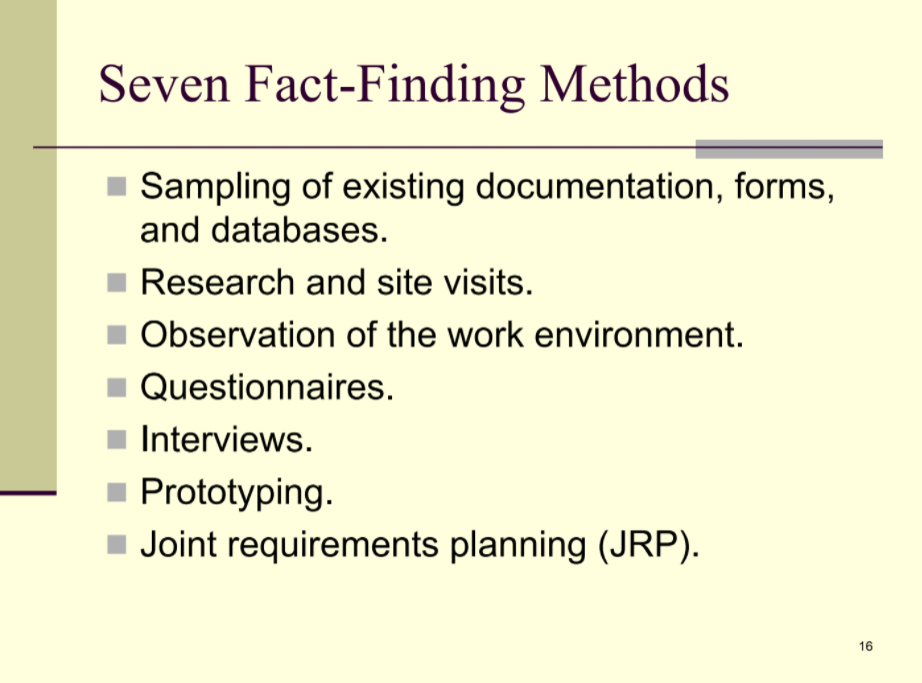 Seven Fact-Finding Methods
Sampling of existing documentation, forms,
and databases.
Research and site visits.
Observation of the work environment.
Questionnaires.
Interviews.
Prototyping.
Joint requirements planning (JRP).
16